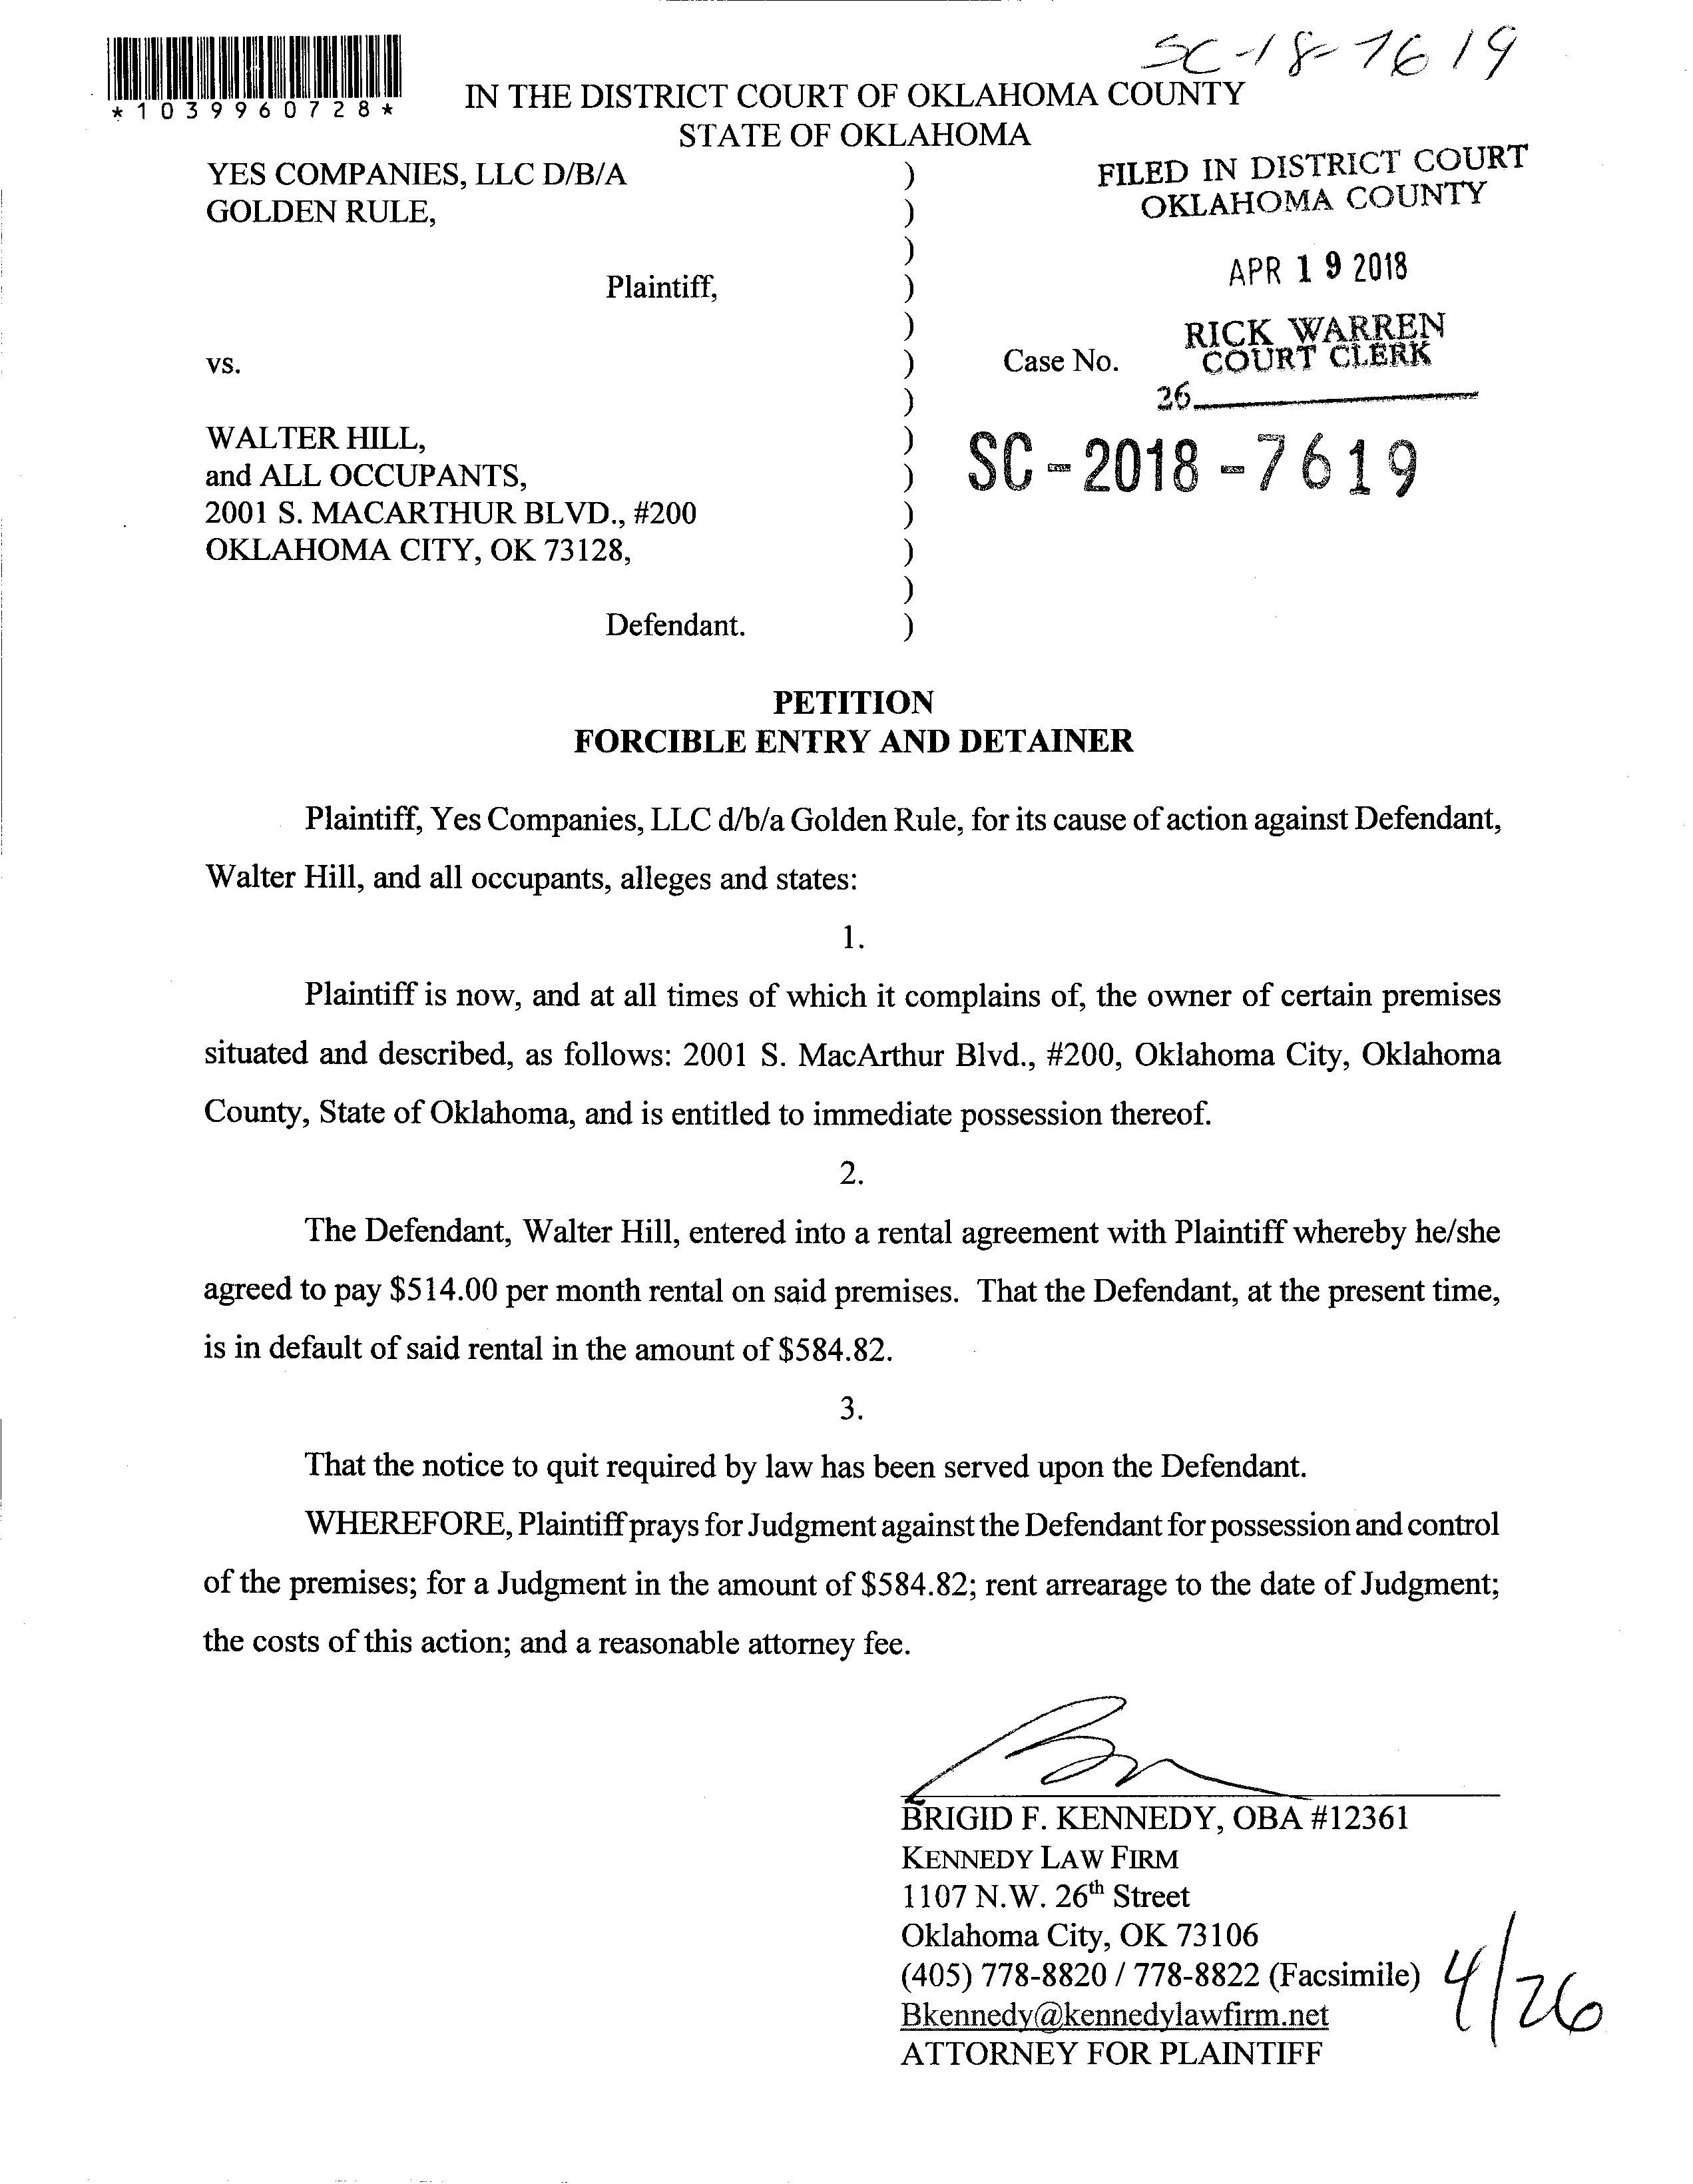 SC-18-7619
*1039960728*
IN THE DISTRICT COURT OF OKLAHOMA COUNTY
STATE OF OKLAHOMA
YES COMPANIES, LLC D/B/A )
GOLDEN RULE, )
)
Plaintiff, )
)
vs. ) Case No.
)
WALTER HILL, )
and ALL OCCUPANTS, )
2001 S. MACARTHUR BLVD., #200 )
OKLAHOMA CITY, OK 73128, )
)
Defendant. )
FILED IN DISTRICT COURT
OKLAHOMA COUNTY
APR 19 2018
RICK WARREN
COURT CLERK
26
SC-2018-7619
PETITION
FORCIBLE ENTRY AND DETAINER
Plaintiff, Yes Companies, LLC d/b/a Golden Rule, for its cause of action against Defendant,
Walter Hill, and all occupants, alleges and states:
1.
Plaintiff is now, and at all times of which it complains of, the owner of certain premises
situated and described, as follows: 2001 S. MacArthur Blvd., #200, Oklahoma City, Oklahoma
County, State of Oklahoma, and is entitled to immediate possession thereof.
2.
The Defendant, Walter Hill, entered into a rental agreement with Plaintiff whereby he/she
agreed to pay $514.00 per month rental on said premises. That the Defendant, at the present time,
is in default of said rental in the amount of $584.82.
3.
That the notice to quit required by law has been served upon the Defendant.
WHEREFORE, Plaintiff prays for Judgment against the Defendant for possession and control
of the premises; for a Judgment in the amount of $584.82; rent arrearage to the date of Judgment;
the costs of this action; and a reasonable attorney fee.
BRIGID F. KENNEDY, OBA #12361
KENNEDY LAW FIRM
1107 N.W. 26th Street
Oklahoma City, OK 73106
(405) 778-8820 / 778-8822 (Facsimile)
Bkennedy@kennedylawfirm.net
ATTORNEY FOR PLAINTIFF
4/26